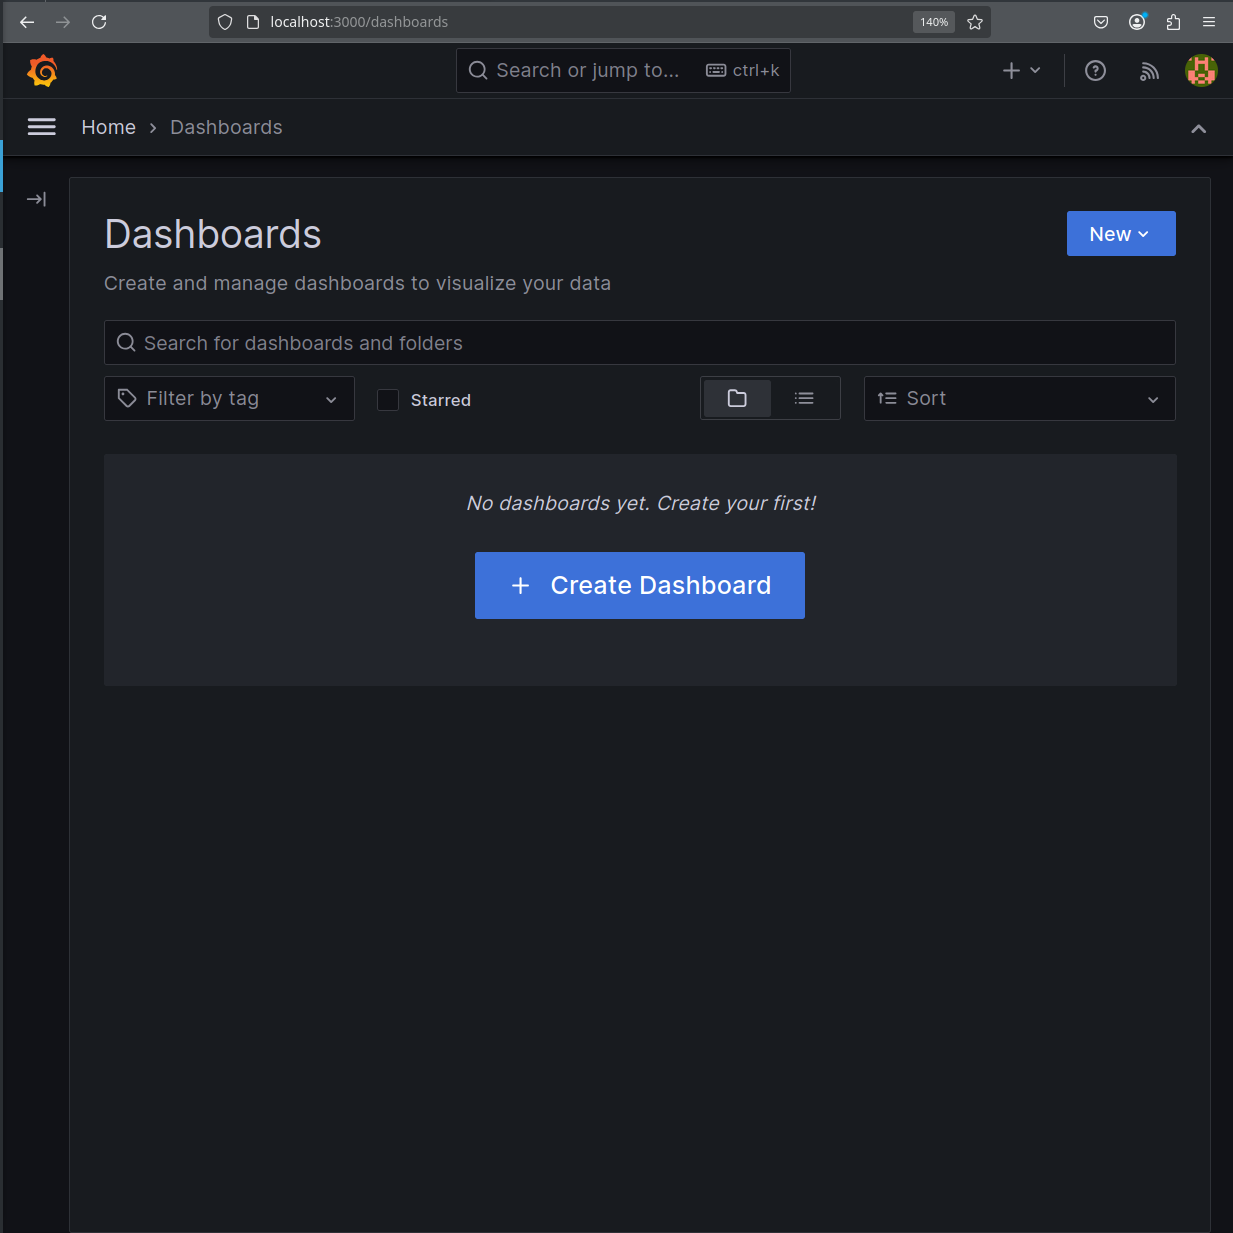 localhost:3000/dashboards 140%
Search or jump to... ctrl+k
Home › Dashboards
Dashboards
New
Create and manage dashboards to visualize your data
Search for dashboards and folders
Filter by tag Starred Sort
No dashboards yet. Create your first!
+ Create Dashboard